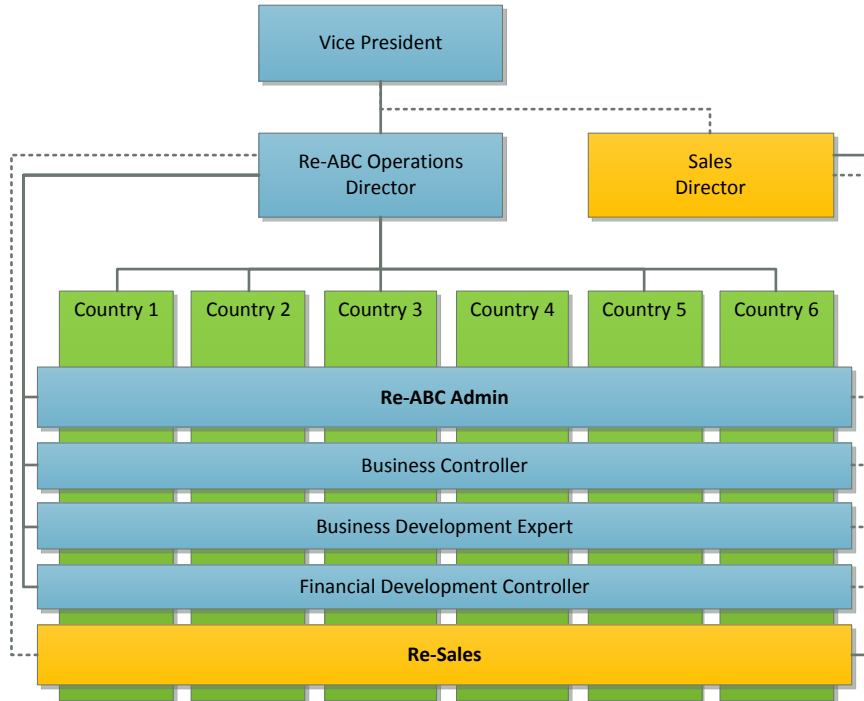 Vice President
Re-ABC Operations
Director
Sales
Director
Country 1
Country 2
Country 3
Country 4
Country 5
Country 6
Re-ABC Admin
Business Controller
Business Development Expert
Financial Development Controller
Re-Sales